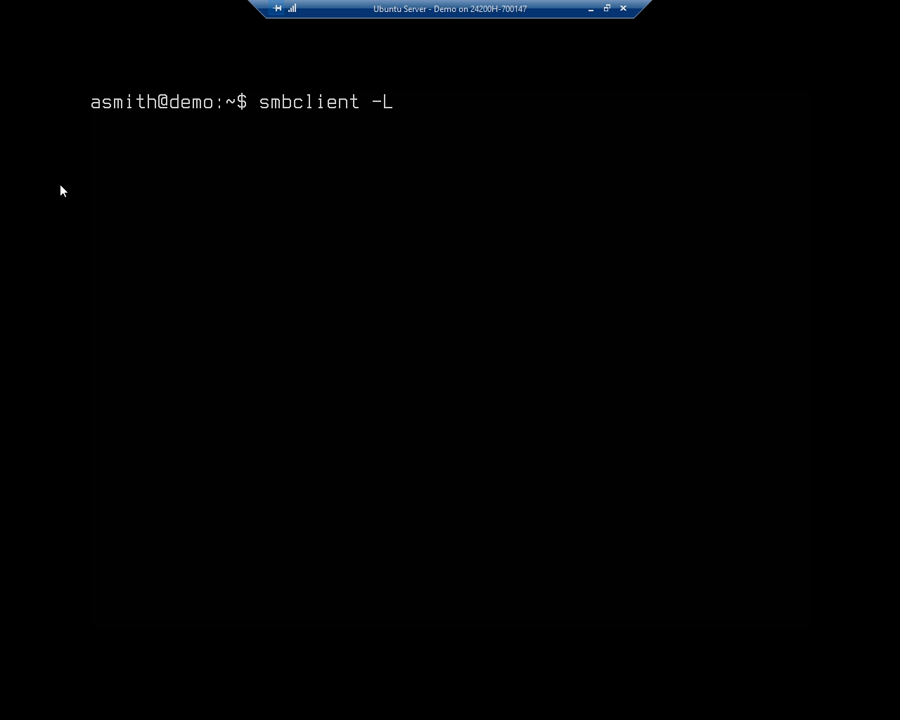 Ubuntu Server - Demo on 24200H-700147
asmith@demo:~$ smbclient -L